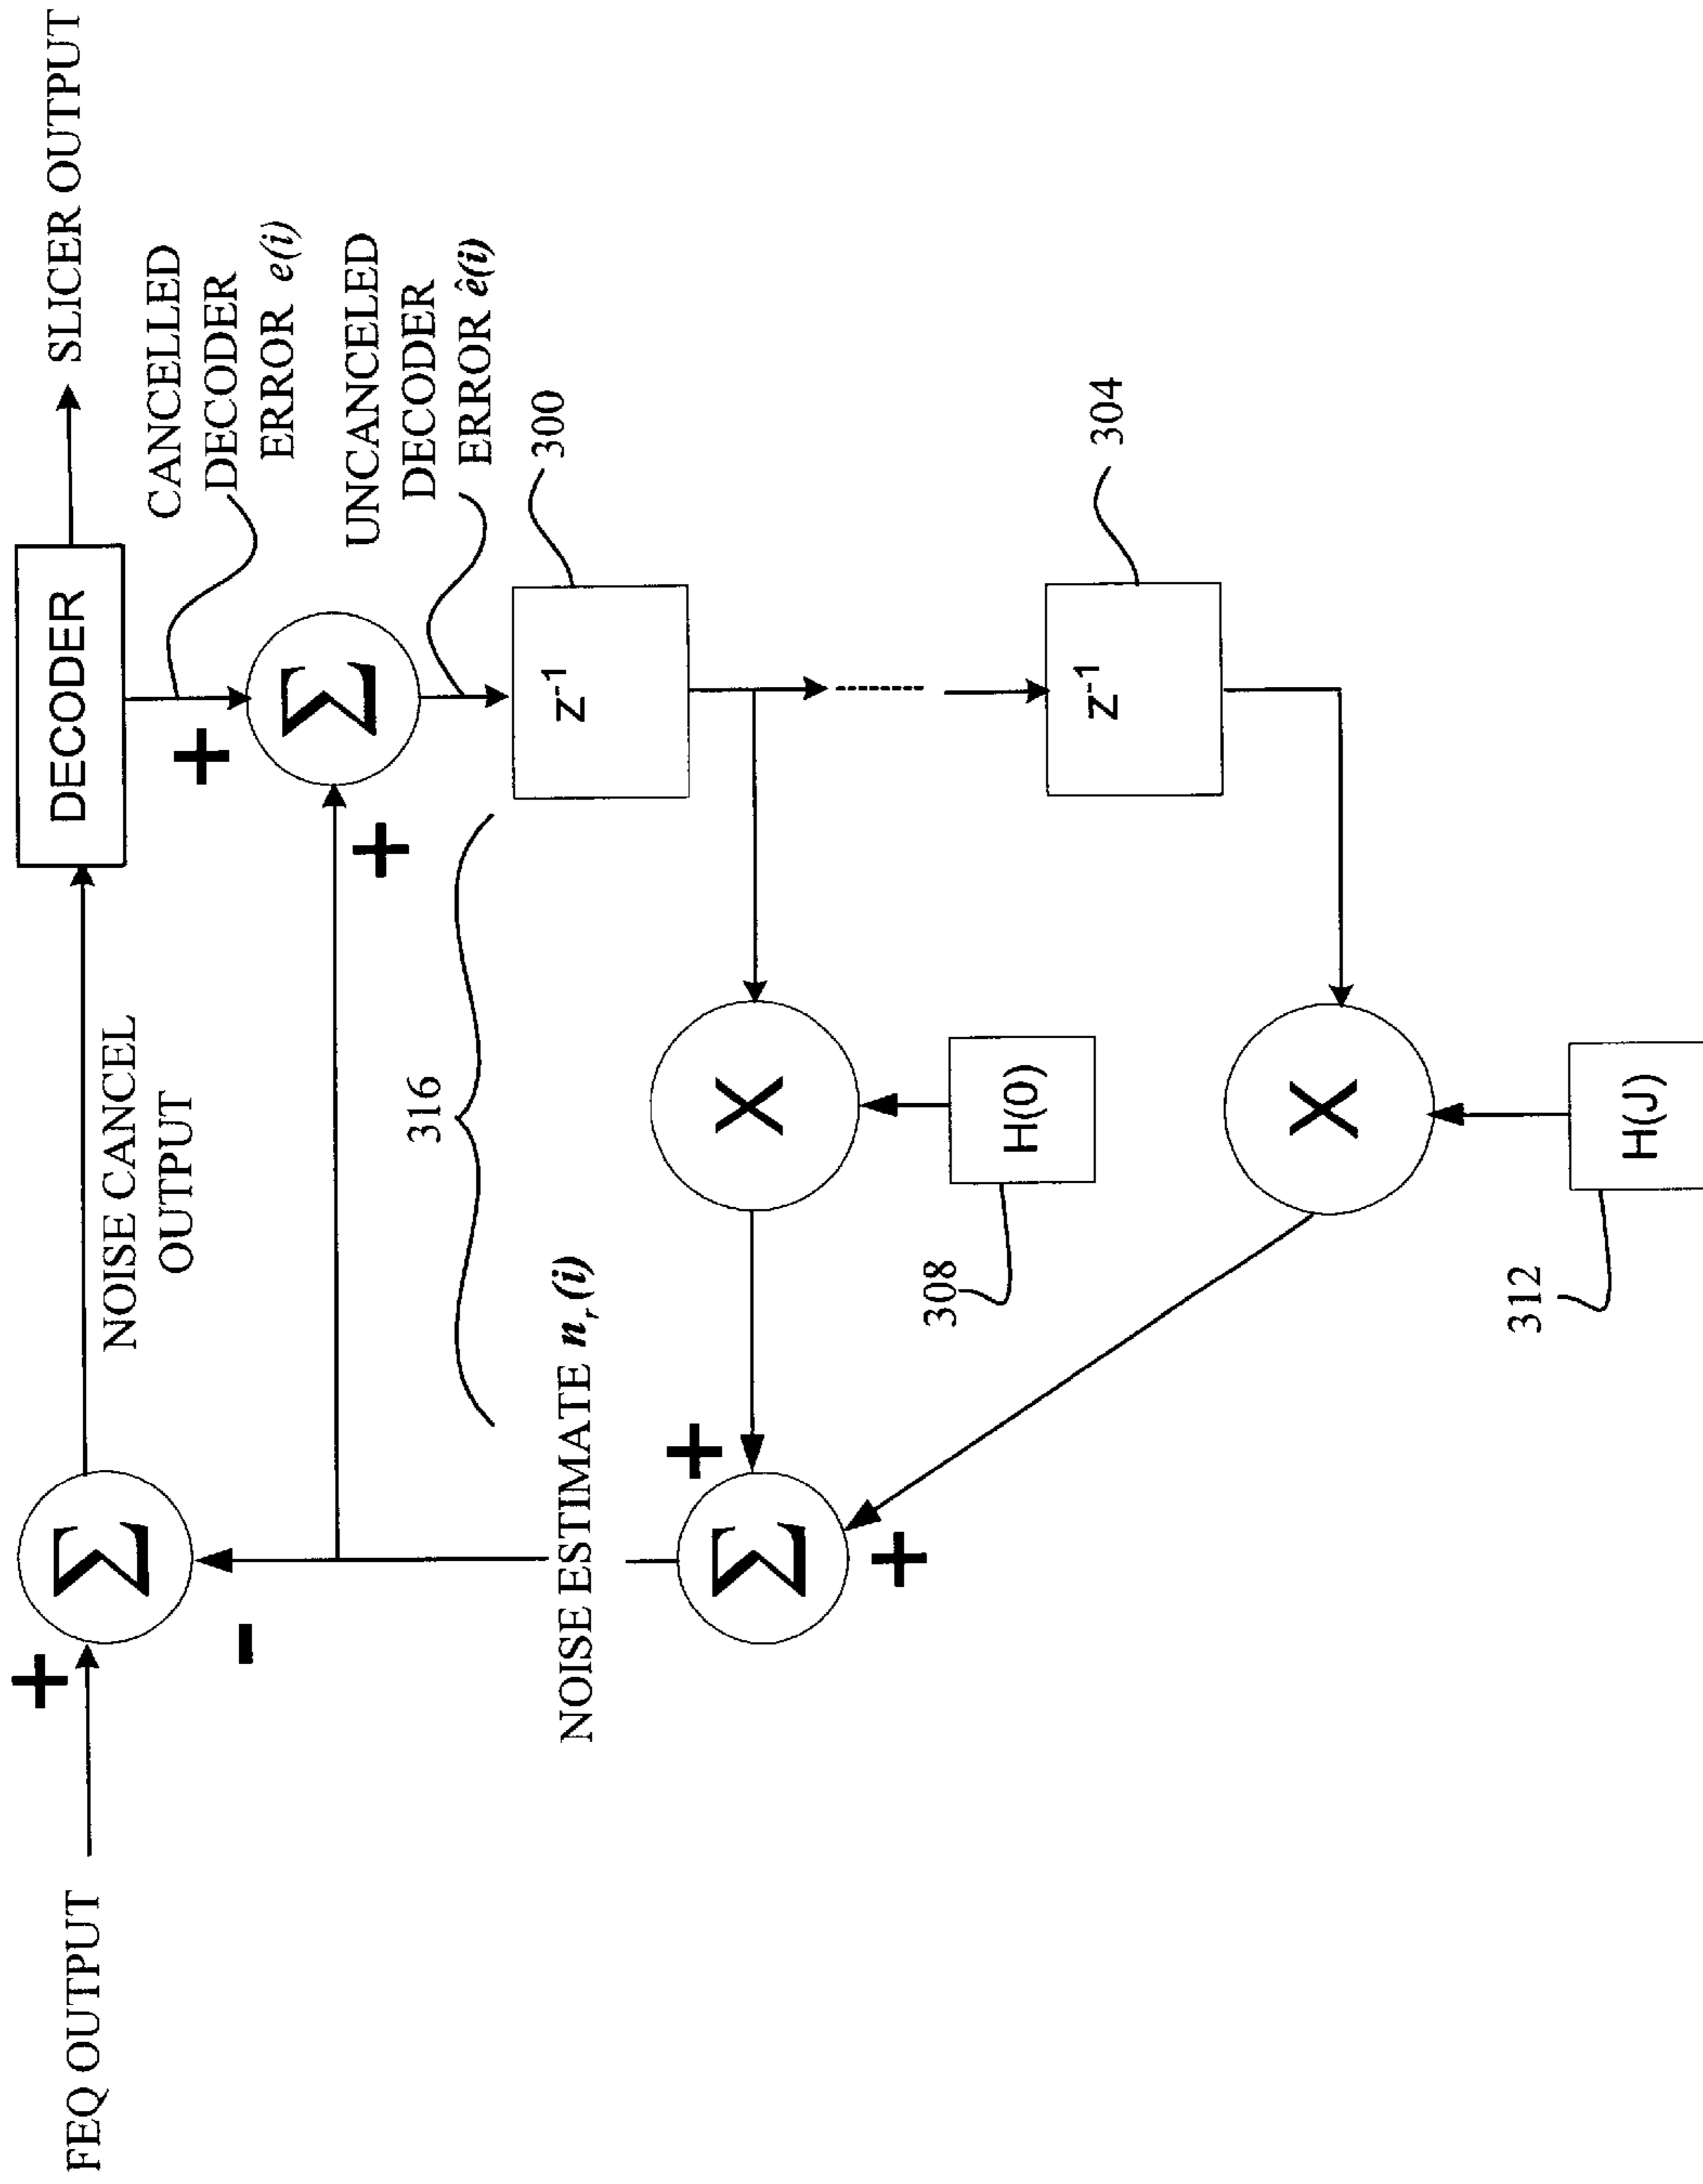 FEQ OUTPUT
+
-
Σ
NOISE CANCEL
OUTPUT
DECODER
SLICER OUTPUT
CANCELLED
DECODER
ERROR e(i)
+
Σ
+
UNCANCELED
DECODER
ERROR ê(i)
316
300
z⁻¹
NOISE ESTIMATE nᵣ(i)
+
Σ
+
X
308
H(0)
304
z⁻¹
X
312
H(J)